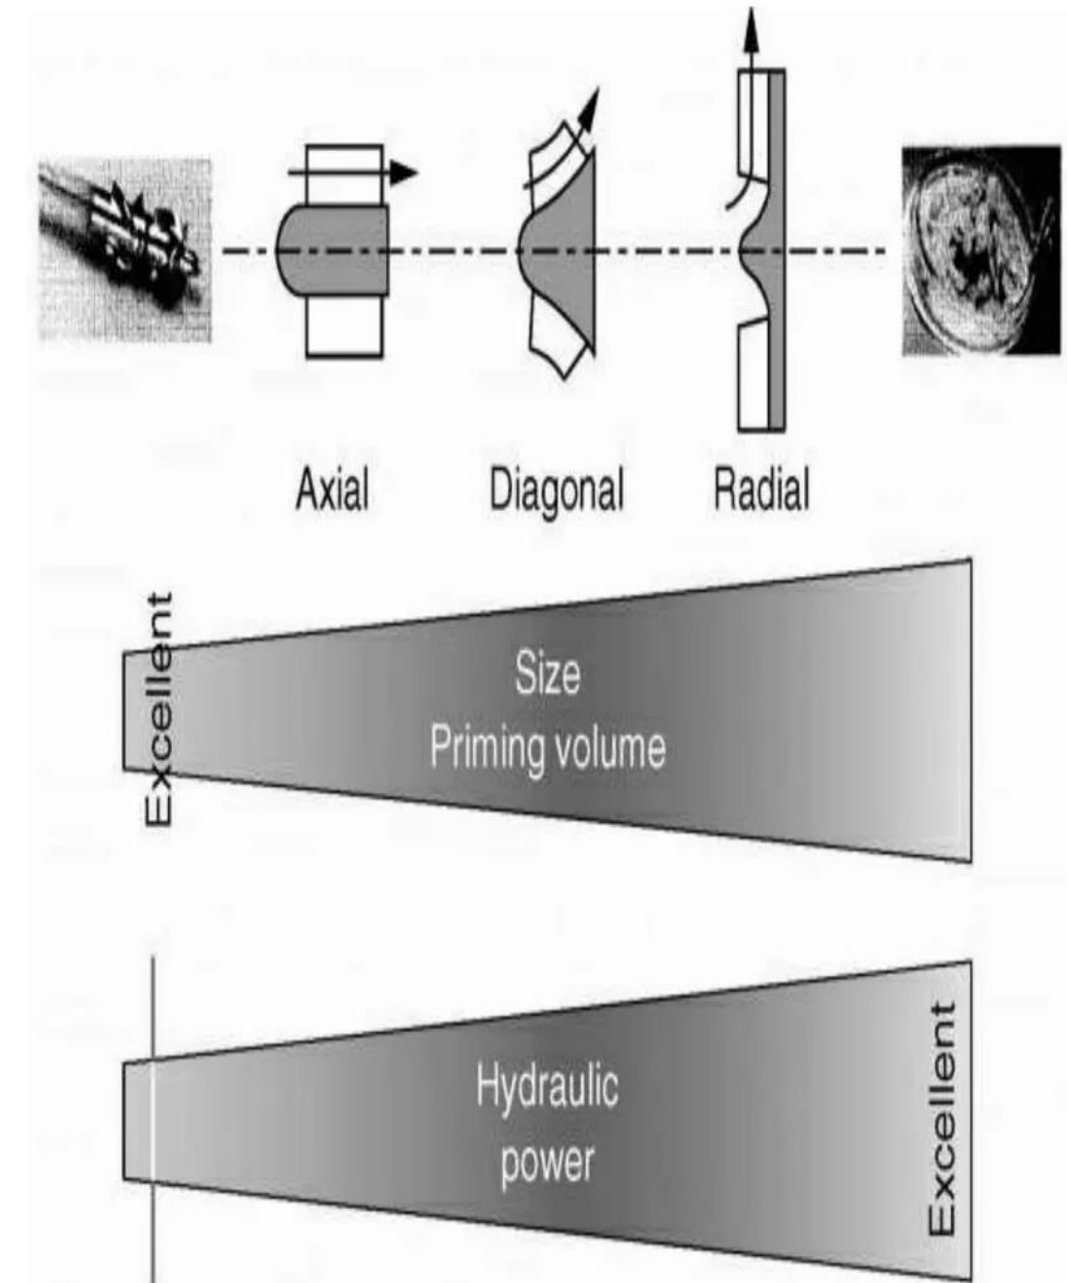 Axial
Diagonal
Radial
Excellent
Size
Priming volume
Hydraulic
power
Excellent